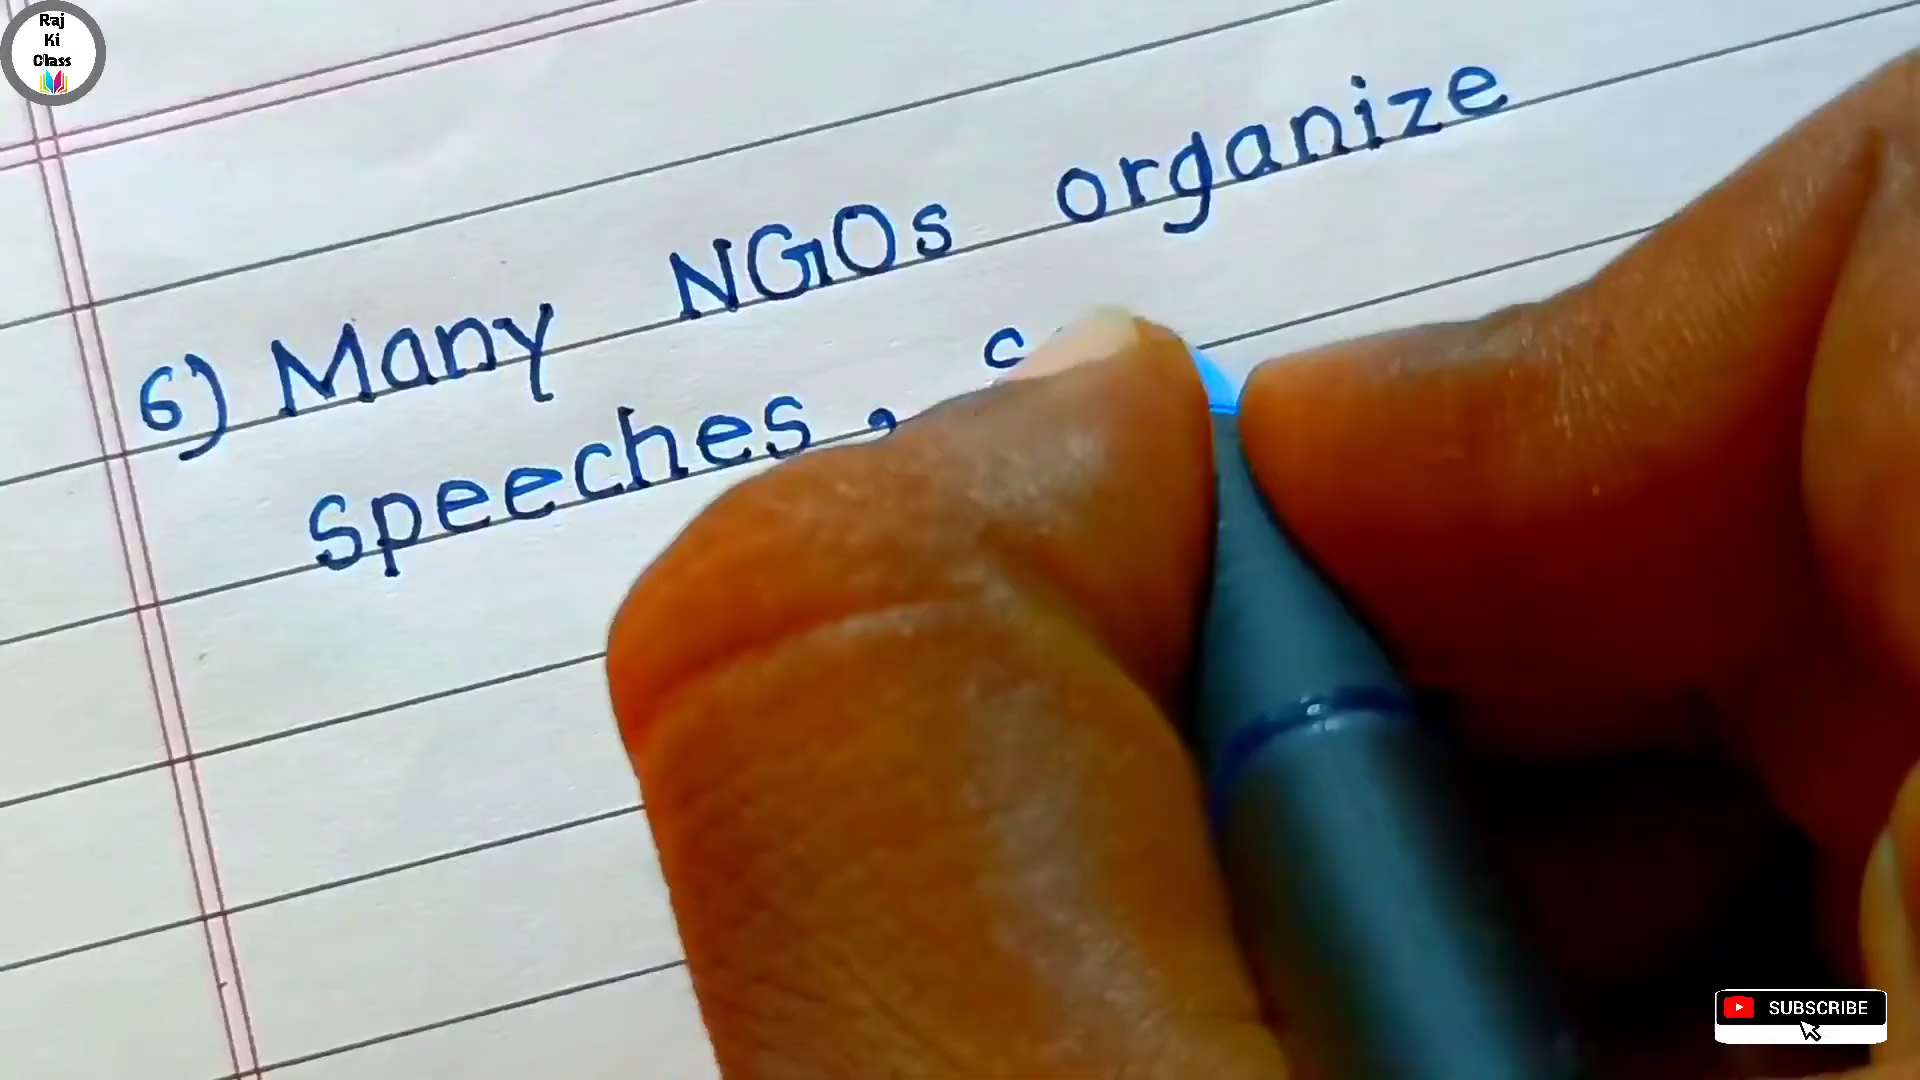 Raj
Ki
Class
6) Many NGOs organize
speeches,
SUBSCRIBE